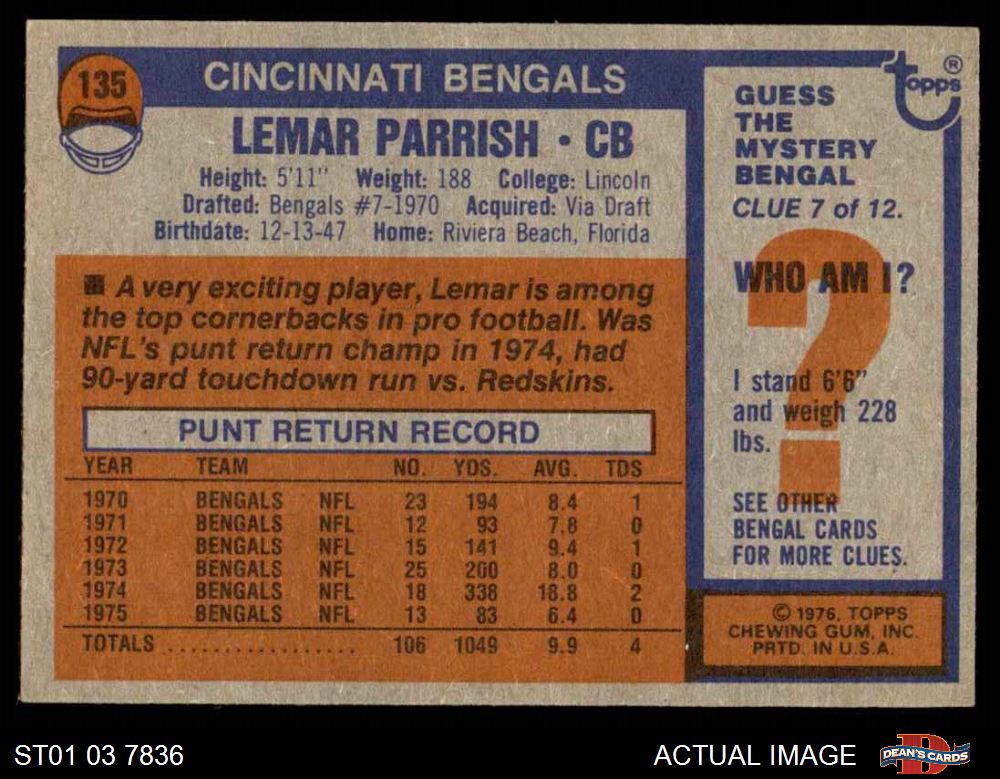 135
CINCINNATI BENGALS
LEMAR PARRISH • CB
Height: 5'11" Weight: 188 College: Lincoln
Drafted: Bengals #7-1970 Acquired: Via Draft
Birthdate: 12-13-47 Home: Riviera Beach, Florida
■ A very exciting player, Lemar is among
the top cornerbacks in pro football. Was
NFL's punt return champ in 1974, had
90-yard touchdown run vs. Redskins.
PUNT RETURN RECORD
YEAR TEAM NO. YDS. AVG. TDS
1970 BENGALS NFL 23 194 8.4 1
1971 BENGALS NFL 12 93 7.8 0
1972 BENGALS NFL 15 141 9.4 1
1973 BENGALS NFL 25 200 8.0 0
1974 BENGALS NFL 18 338 18.8 2
1975 BENGALS NFL 13 83 6.4 0
TOTALS ................. 106 1049 9.9 4
topps ®
GUESS
THE
MYSTERY
BENGAL
CLUE 7 of 12.
WHO AM I?
?
I stand 6'6"
and weigh 228
lbs.
SEE OTHER
BENGAL CARDS
FOR MORE CLUES.
© 1976, TOPPS
CHEWING GUM, INC.
PRTD. IN U.S.A.
ST01 03 7836
ACTUAL IMAGE
DEAN'S CARDS